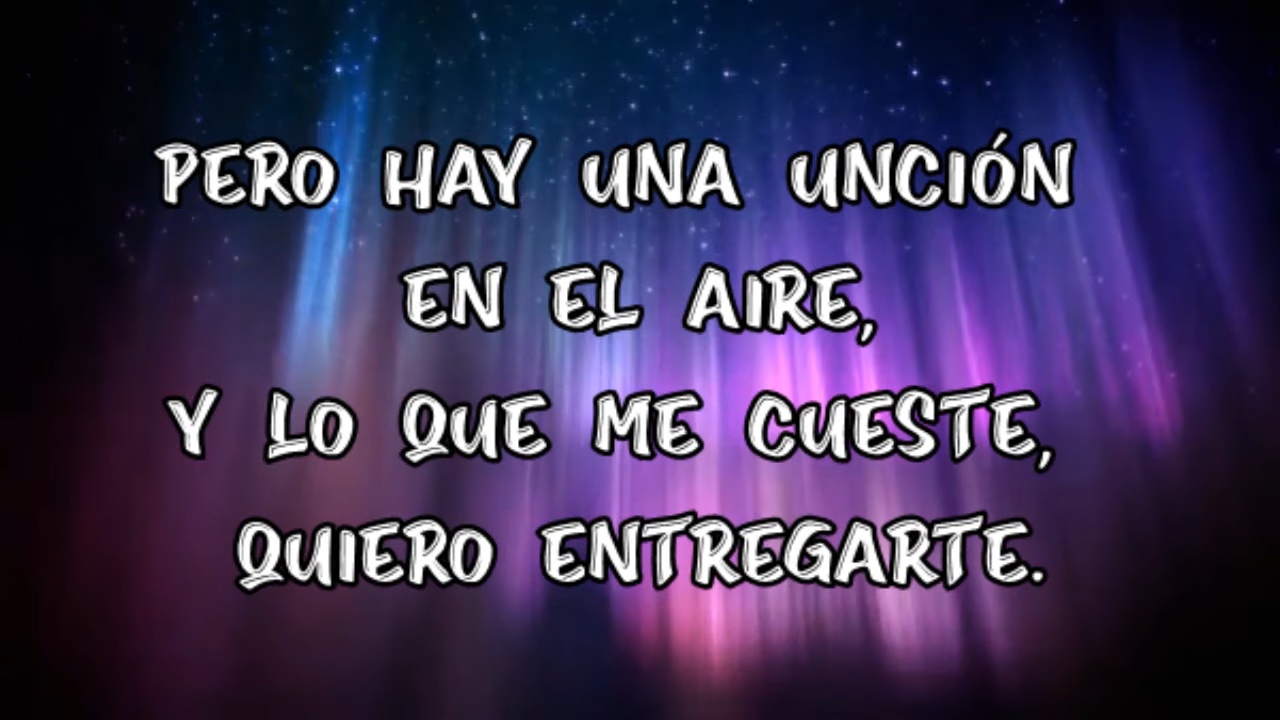 PERO HAY UNA UNCIÓN
EN EL AIRE,
Y LO QUE ME CUESTE,
QUIERO ENTREGARTE.